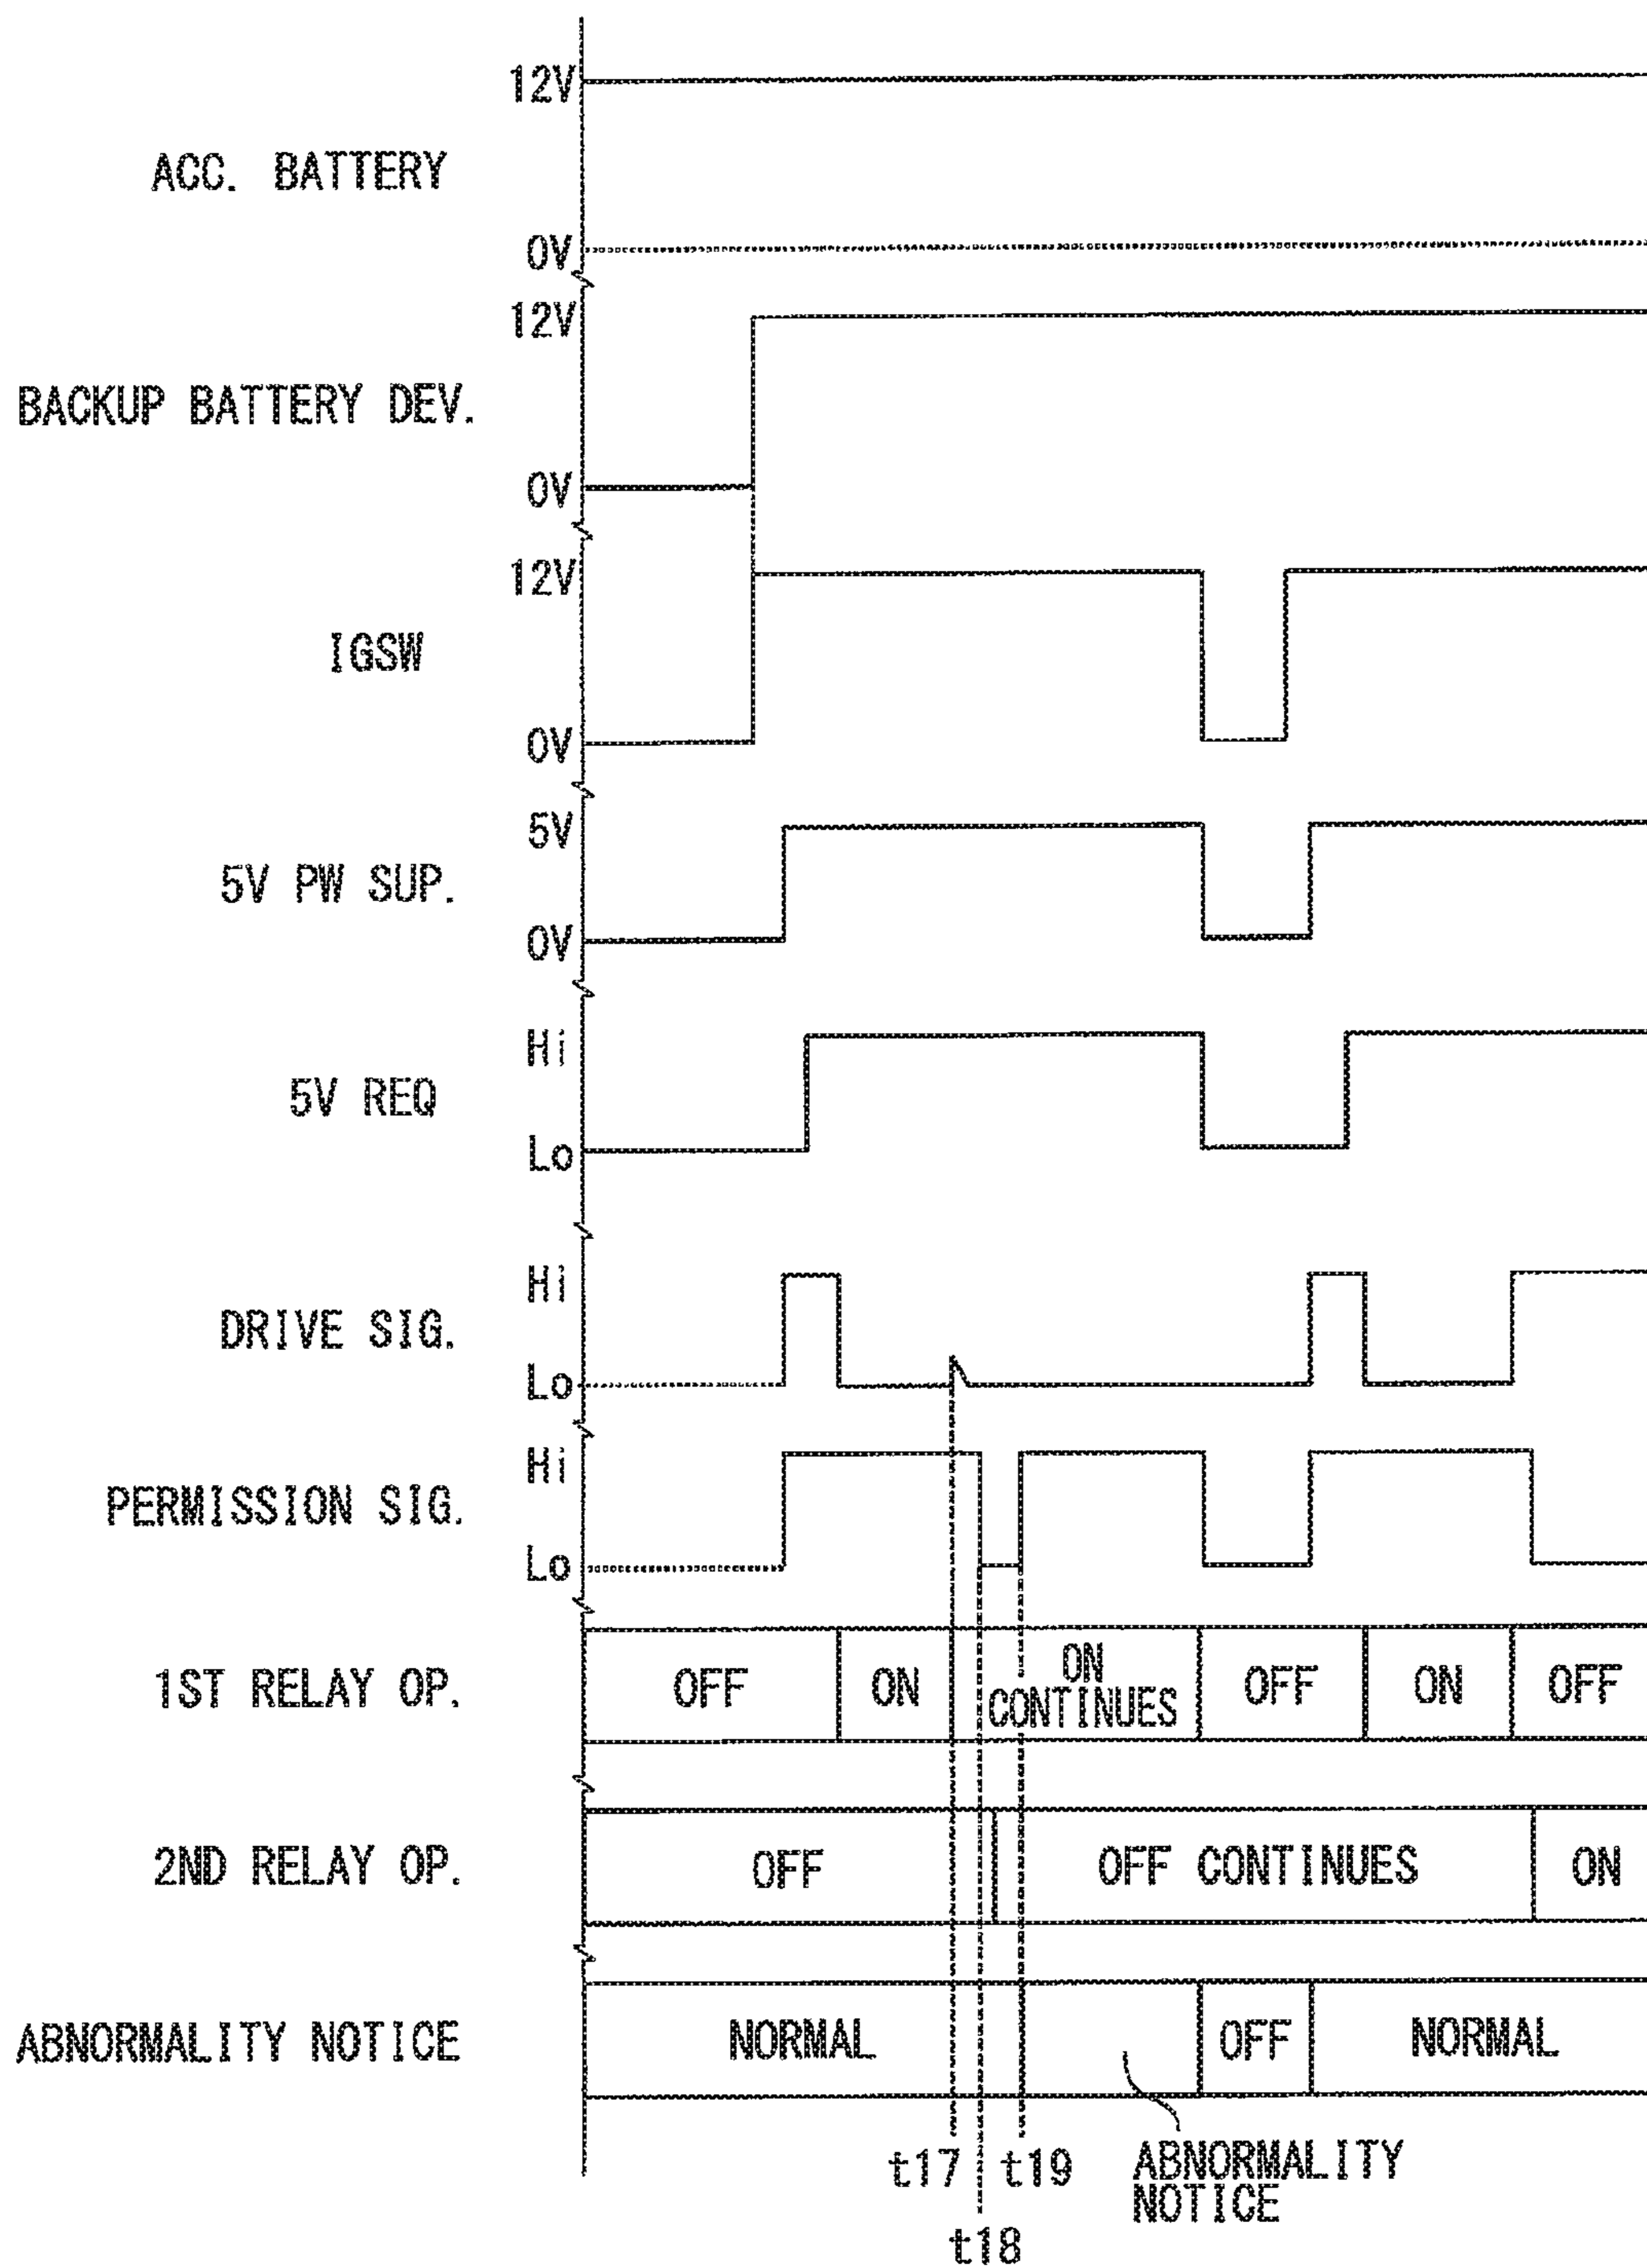 12V
ACC. BATTERY
0V
12V
BACKUP BATTERY DEV.
0V
12V
IGSW
0V
5V
5V PW SUP.
0V
Hi
5V REQ
Lo
Hi
DRIVE SIG.
Lo
Hi
PERMISSION SIG.
Lo
1ST RELAY OP.
OFF
ON
ON
CONTINUES
OFF
ON
OFF
2ND RELAY OP.
OFF
OFF CONTINUES
ON
ABNORMALITY NOTICE
NORMAL
OFF
NORMAL
t17
t19
ABNORMALITY
NOTICE
t18